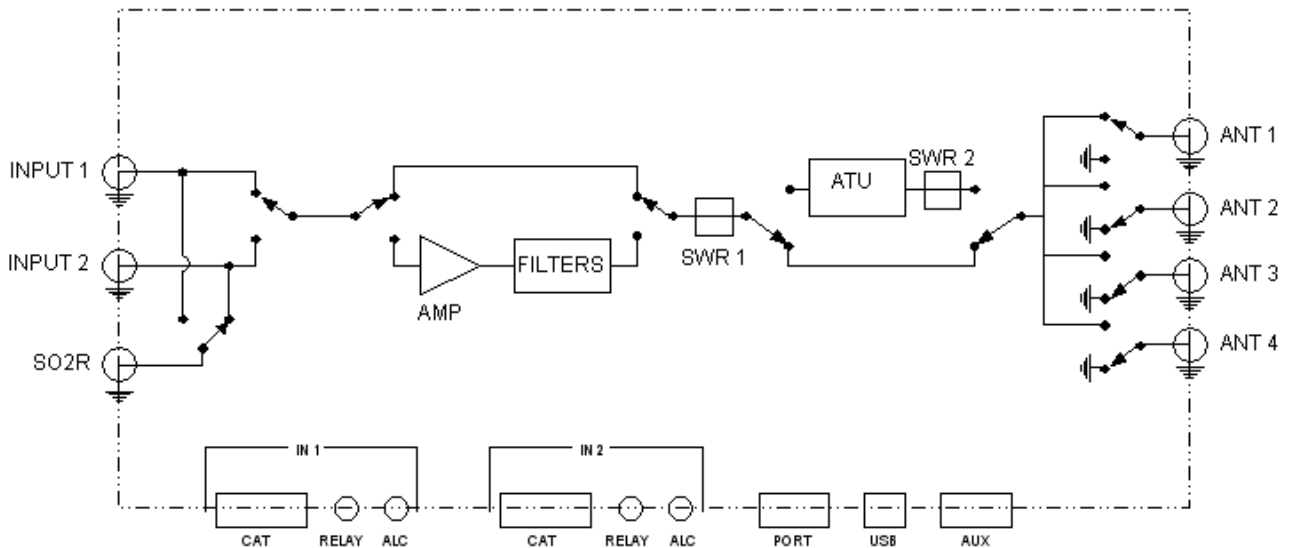 INPUT 1
INPUT 2
SO2R
AMP
FILTERS
SWR 1
ATU
SWR 2
ANT 1
ANT 2
ANT 3
ANT 4
IN 1
IN 2
CAT
RELAY
ALC
CAT
RELAY
ALC
PORT
USB
AUX